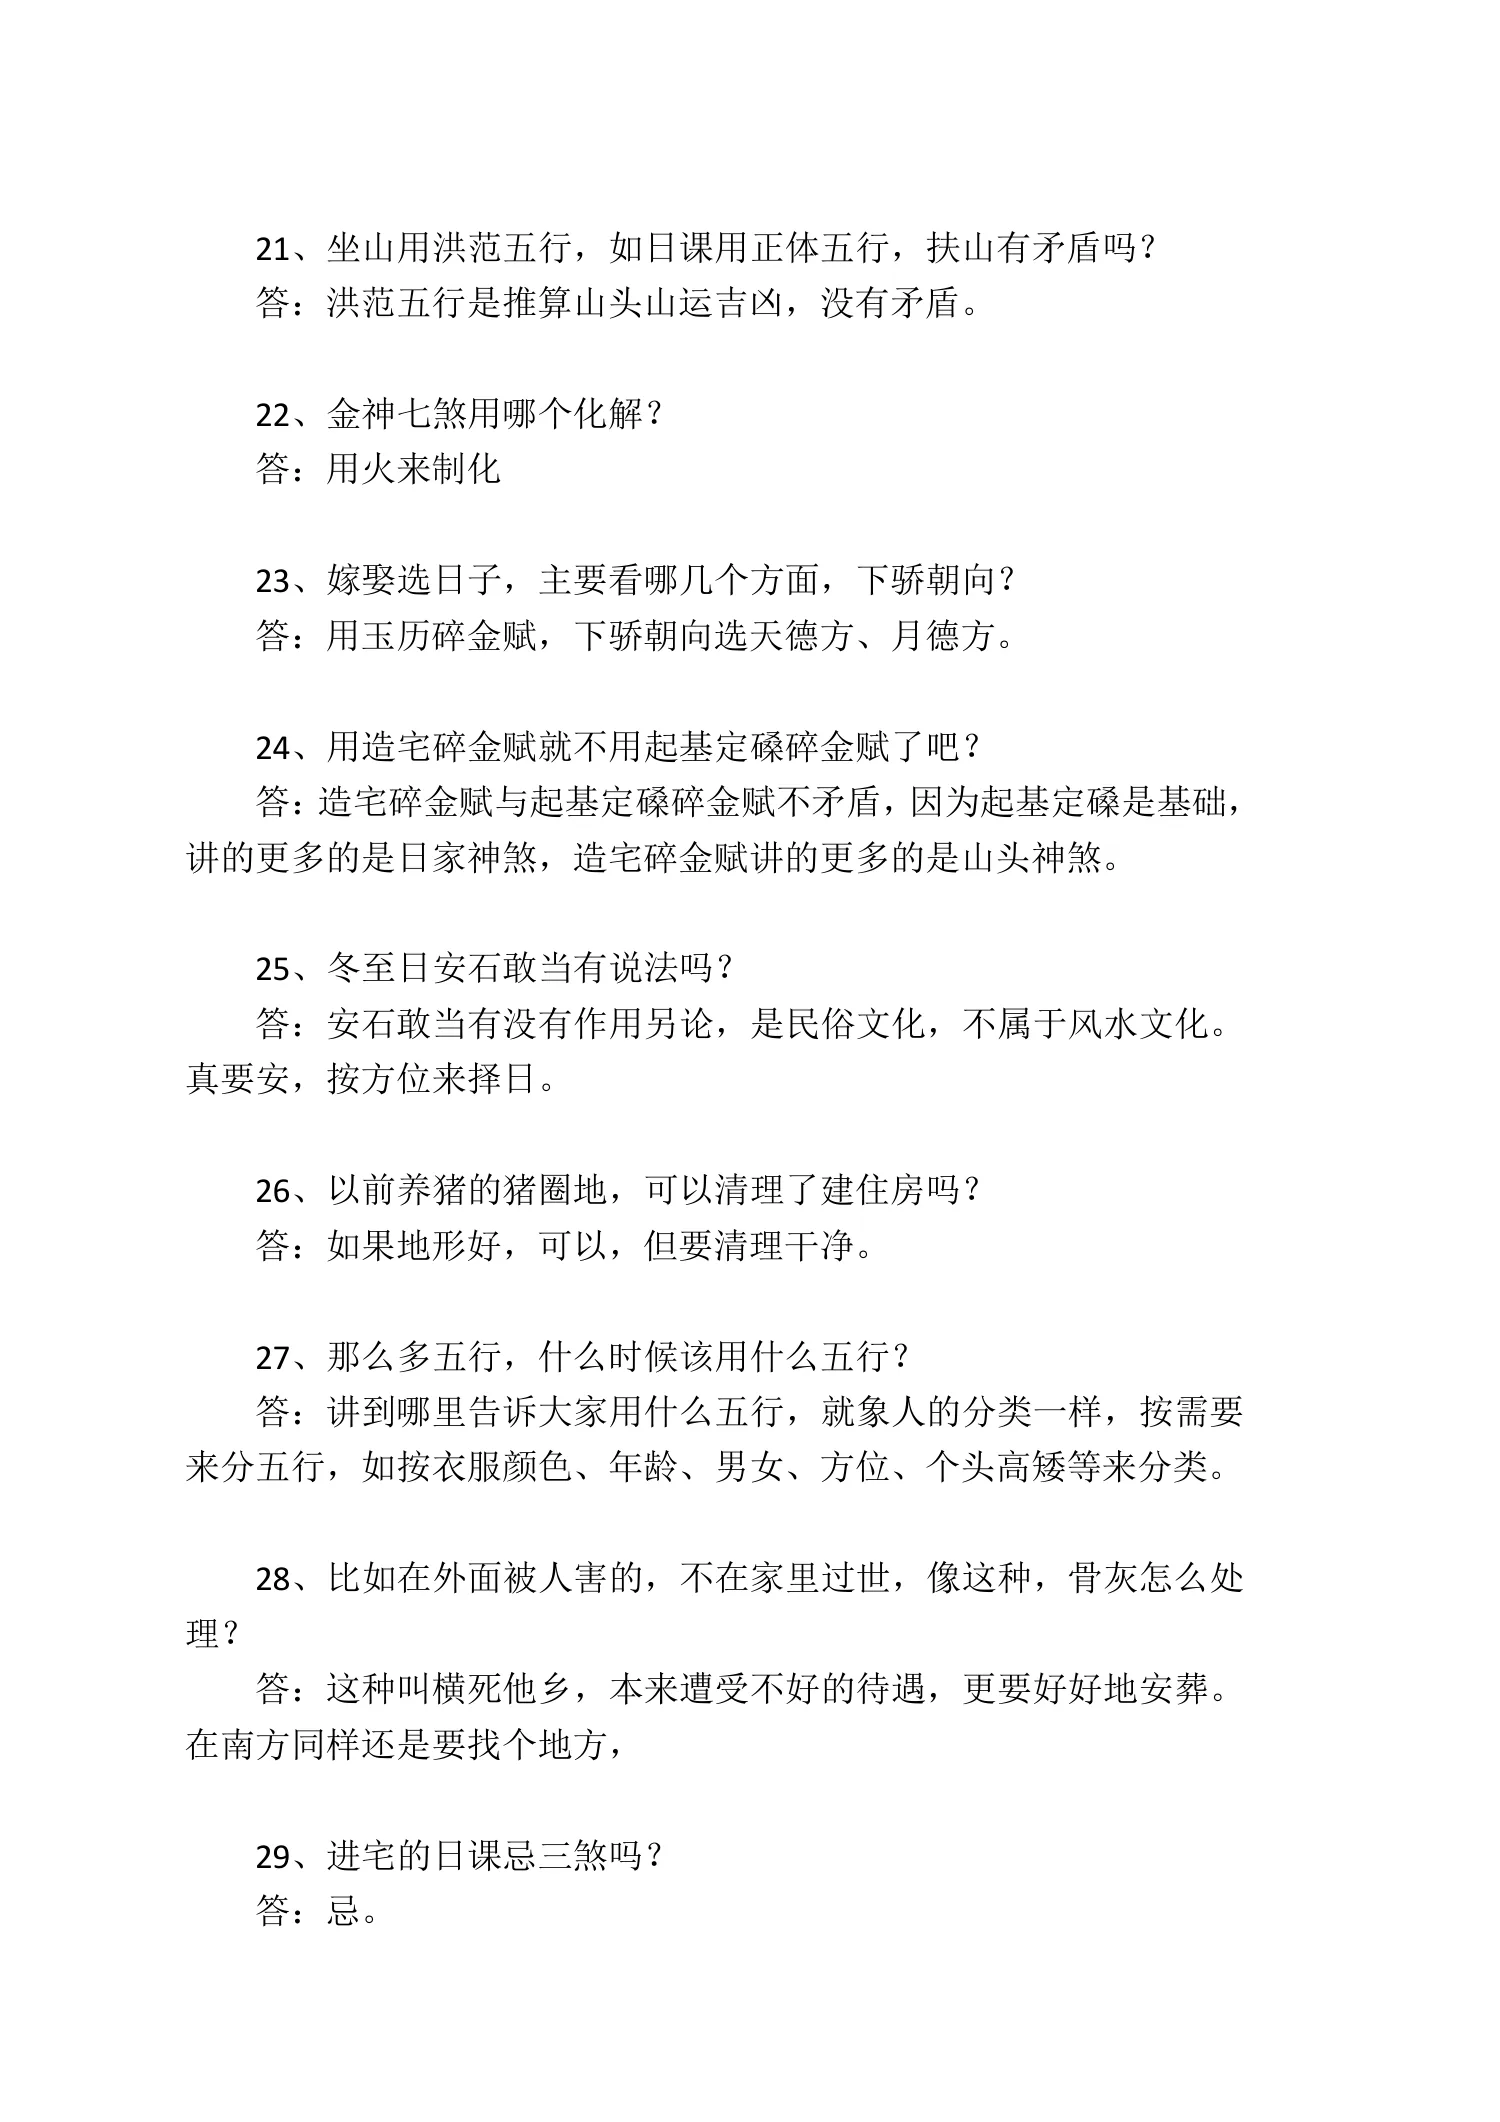 21、坐山用洪范五行，如日课用正体五行，扶山有矛盾吗？
答：洪范五行是推算山头山运吉凶，没有矛盾。
22、金神七煞用哪个化解？
答：用火来制化
23、嫁娶选日子，主要看哪几个方面，下骄朝向？
答：用玉历碎金赋，下骄朝向选天德方、月德方。
24、用造宅碎金赋就不用起基定磉碎金赋了吧？
答：造宅碎金赋与起基定磉碎金赋不矛盾，因为起基定磉是基础，
讲的更多的是日家神煞，造宅碎金赋讲的更多的是山头神煞。
25、冬至日安石敢当有说法吗？
答：安石敢当有没有作用另论，是民俗文化，不属于风水文化。
真要安，按方位来择日。
26、以前养猪的猪圈地，可以清理了建住房吗？
答：如果地形好，可以，但要清理干净。
27、那么多五行，什么时候该用什么五行？
答：讲到哪里告诉大家用什么五行，就象人的分类一样，按需要
来分五行，如按衣服颜色、年龄、男女、方位、个头高矮等来分类。
28、比如在外面被人害的，不在家里过世，像这种，骨灰怎么处
理？
答：这种叫横死他乡，本来遭受不好的待遇，更要好好地安葬。
在南方同样还是要找个地方，
29、进宅的日课忌三煞吗？
答：忌。